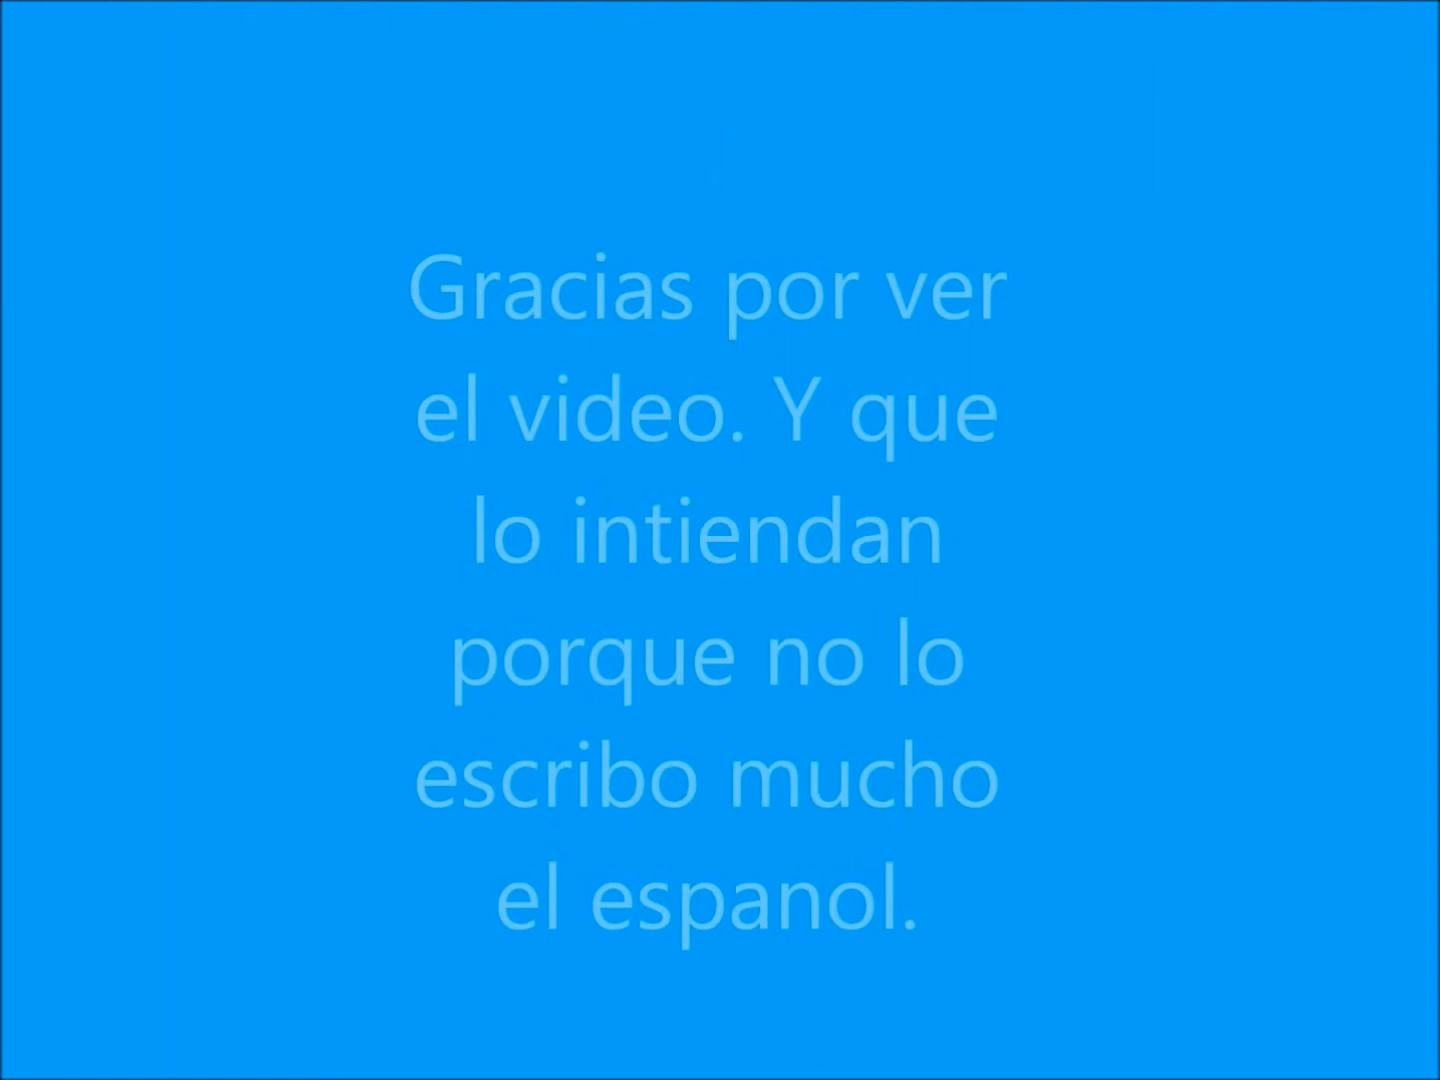 Gracias por ver
el video. Y que
lo intiendan
porque no lo
escribo mucho
el espanol.